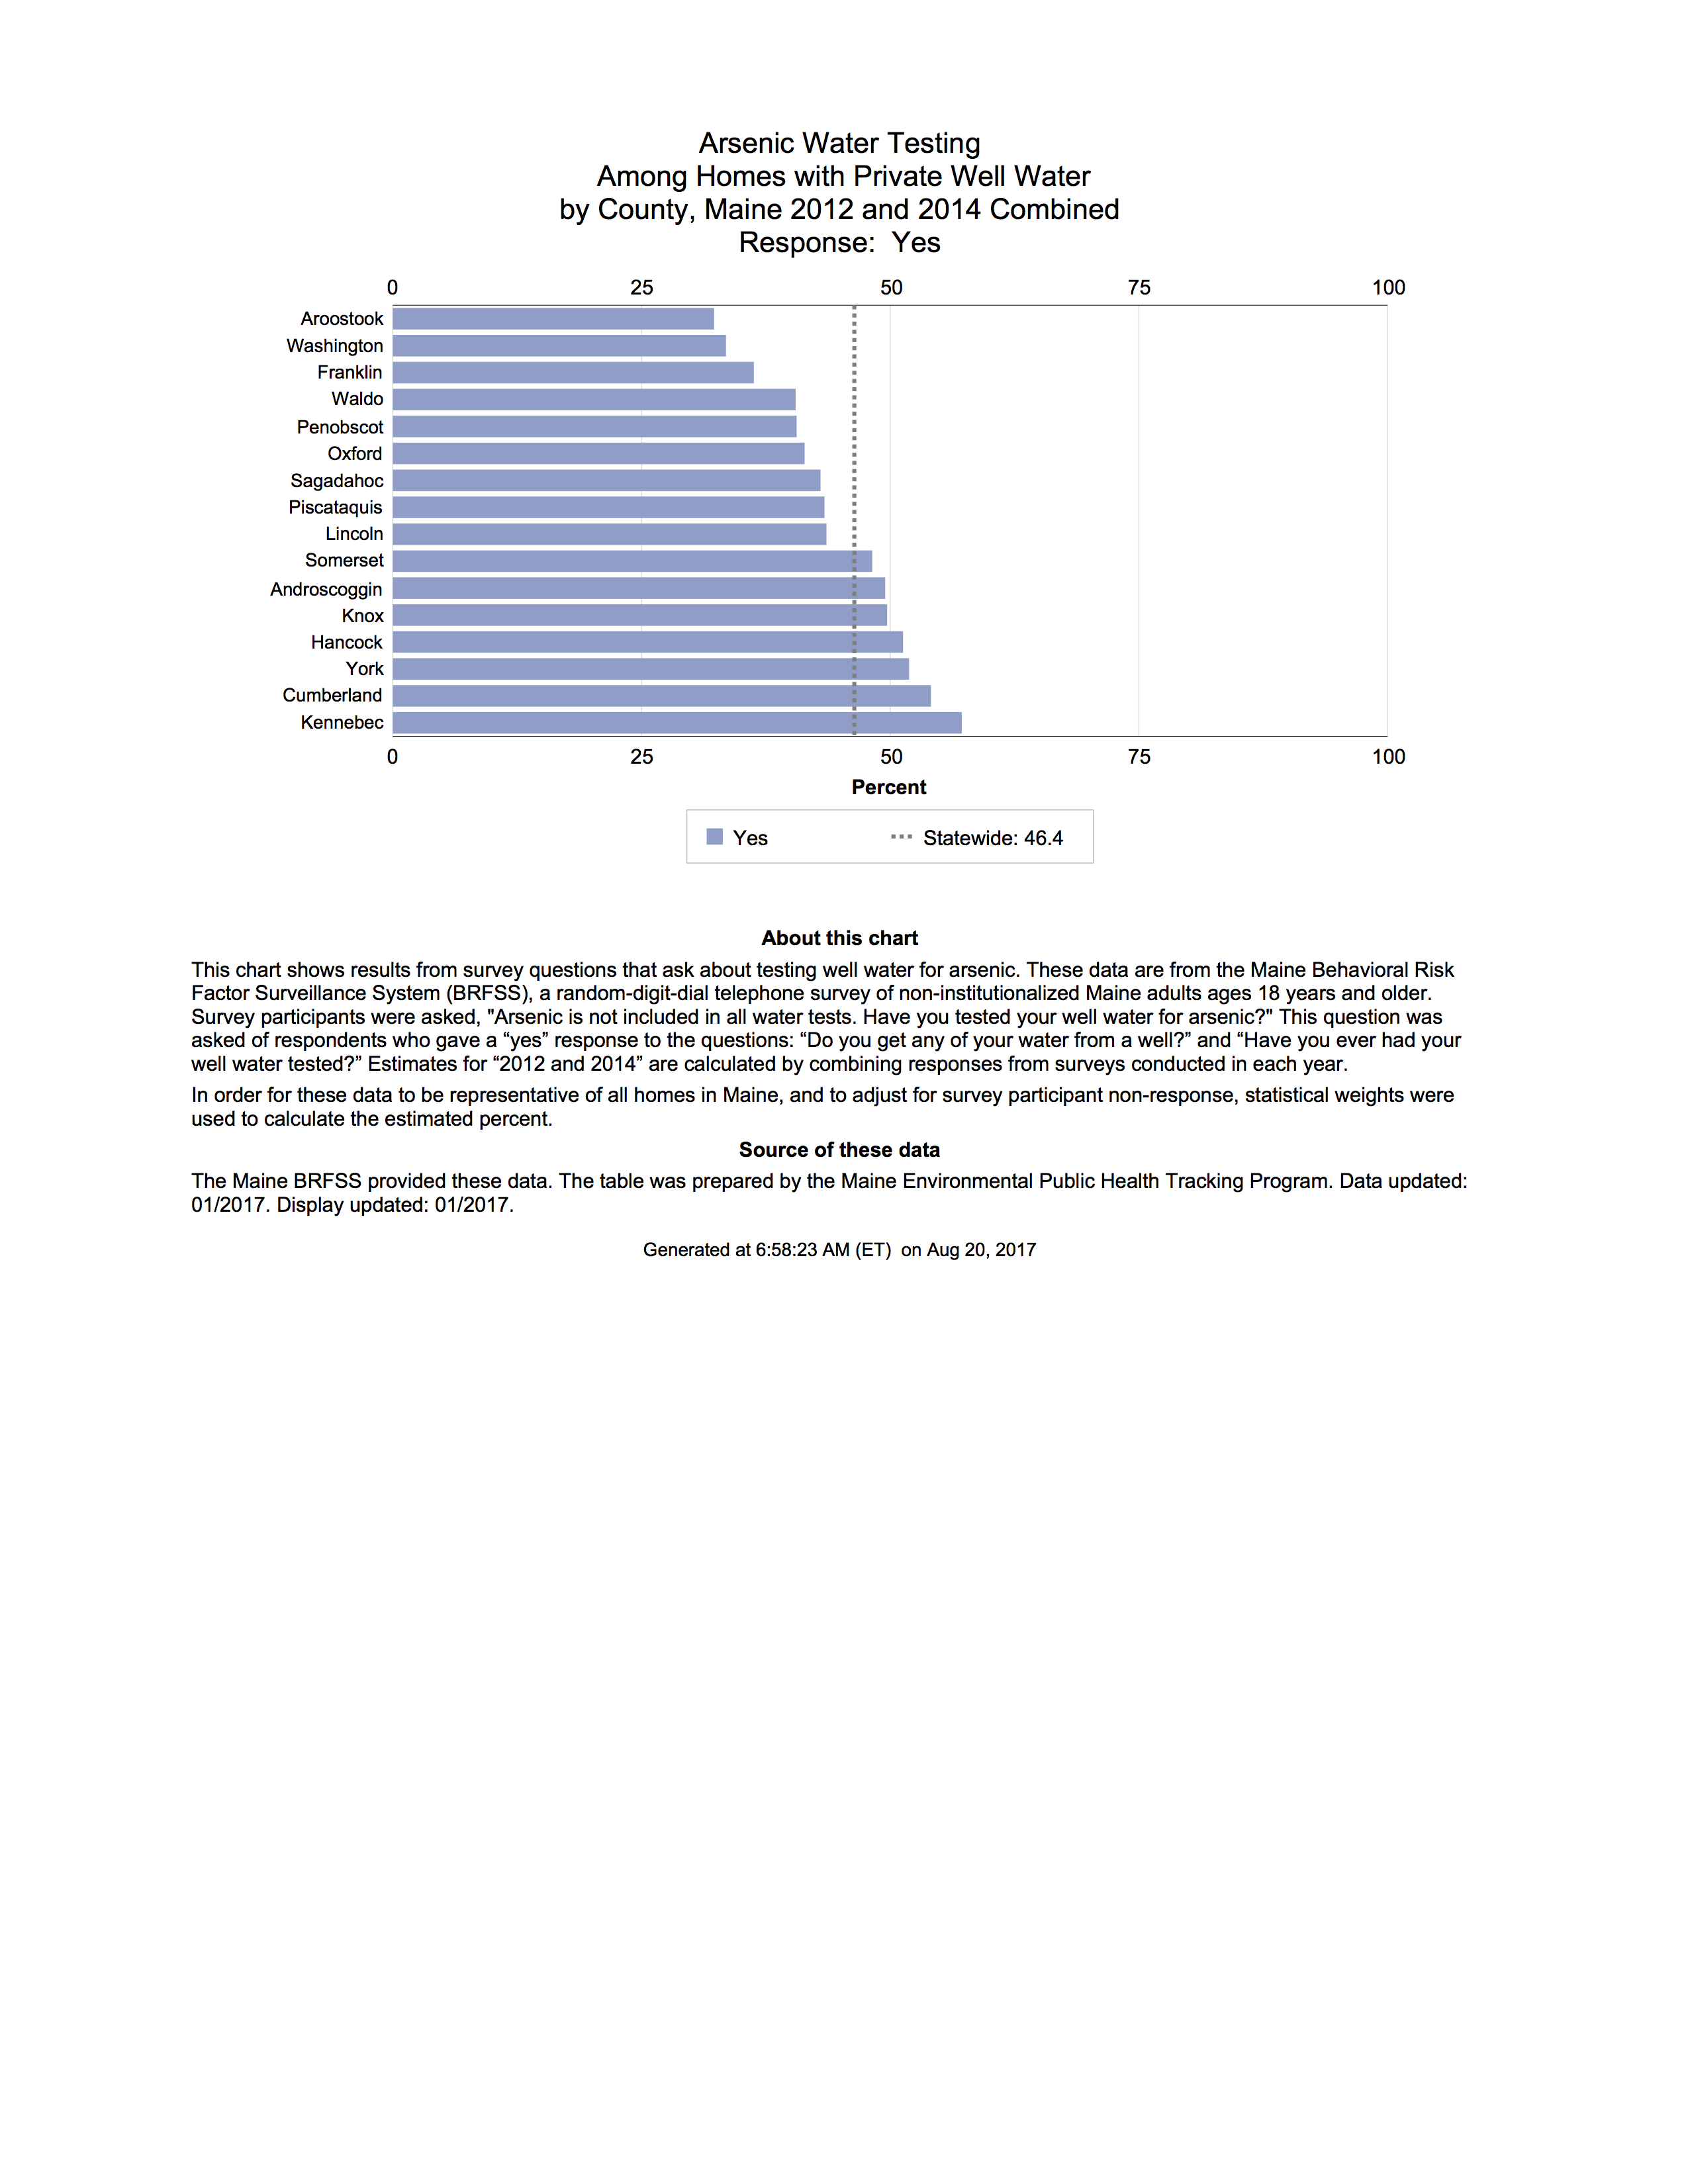 Arsenic Water Testing
Among Homes with Private Well Water
by County, Maine 2012 and 2014 Combined
Response:  Yes
0 25 50 75 100
Aroostook
Washington
Franklin
Waldo
Penobscot
Oxford
Sagadahoc
Piscataquis
Lincoln
Somerset
Androscoggin
Knox
Hancock
York
Cumberland
Kennebec
0 25 50 75 100
Percent
Yes Statewide: 46.4
About this chart
This chart shows results from survey questions that ask about testing well water for arsenic. These data are from the Maine Behavioral Risk
Factor Surveillance System (BRFSS), a random-digit-dial telephone survey of non-institutionalized Maine adults ages 18 years and older.
Survey participants were asked, "Arsenic is not included in all water tests. Have you tested your well water for arsenic?" This question was
asked of respondents who gave a “yes” response to the questions: “Do you get any of your water from a well?” and “Have you ever had your
well water tested?” Estimates for “2012 and 2014” are calculated by combining responses from surveys conducted in each year.
In order for these data to be representative of all homes in Maine, and to adjust for survey participant non-response, statistical weights were
used to calculate the estimated percent.
Source of these data
The Maine BRFSS provided these data. The table was prepared by the Maine Environmental Public Health Tracking Program. Data updated:
01/2017. Display updated: 01/2017.
Generated at 6:58:23 AM (ET)  on Aug 20, 2017